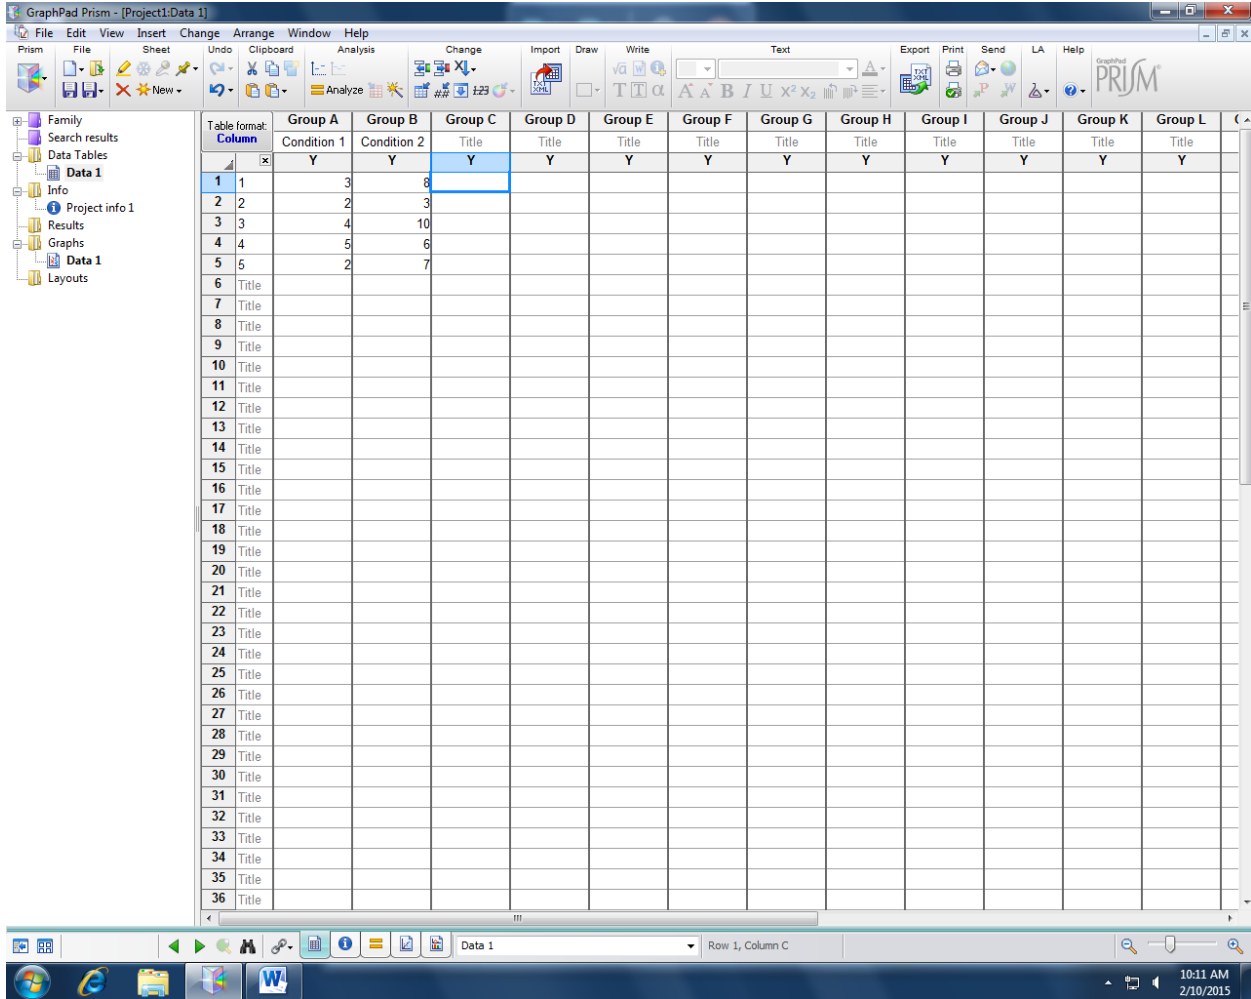 GraphPad Prism - [Project1:Data 1]
File Edit View Insert Change Arrange Window Help
Prism File Sheet Undo Clipboard Analysis Change Import Draw Write Text Export Print Send LA Help
New
Analyze
GraphPad PRISM
Family
Search results
Data Tables
Data 1
Info
Project info 1
Results
Graphs
Data 1
Layouts
Table format: Group A Group B Group C Group D Group E Group F Group G Group H Group I Group J Group K Group L
Column Condition 1 Condition 2 Title Title Title Title Title Title Title Title Title Title
Y Y Y Y Y Y Y Y Y Y Y Y
1 1 3 8
2 2 2 3
3 3 4 10
4 4 5 6
5 5 2 7
6 Title
7 Title
8 Title
9 Title
10 Title
11 Title
12 Title
13 Title
14 Title
15 Title
16 Title
17 Title
18 Title
19 Title
20 Title
21 Title
22 Title
23 Title
24 Title
25 Title
26 Title
27 Title
28 Title
29 Title
30 Title
31 Title
32 Title
33 Title
34 Title
35 Title
36 Title
Data 1 Row 1, Column C
10:11 AM
2/10/2015